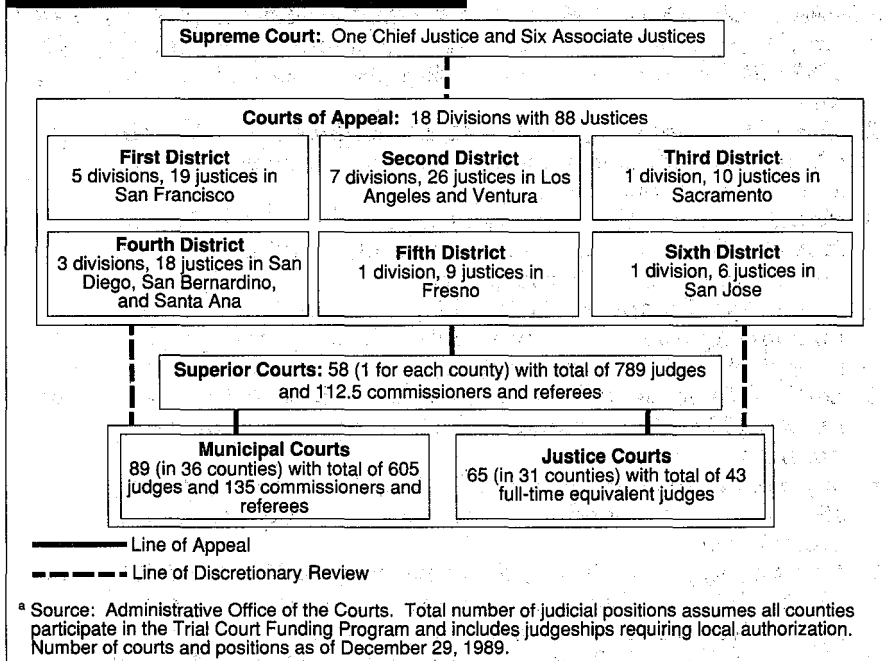 Supreme Court: One Chief Justice and Six Associate Justices
Courts of Appeal: 18 Divisions with 88 Justices
First District
5 divisions, 19 justices in
San Francisco
Second District
7 divisions, 26 justices in Los
Angeles and Ventura
Third District
1 division, 10 justices in
Sacramento
Fourth District
3 divisions, 18 justices in San
Diego, San Bernardino,
and Santa Ana
Fifth District
1 division, 9 justices in
Fresno
Sixth District
1 division, 6 justices in
San Jose
Superior Courts: 58 (1 for each county) with total of 789 judges
and 112.5 commissioners and referees
Municipal Courts
89 (in 36 counties) with total of 605
judges and 135 commissioners and
referees
Justice Courts
65 (in 31 counties) with total of 43
full-time equivalent judges
Line of Appeal
Line of Discretionary Review
a Source: Administrative Office of the Courts. Total number of judicial positions assumes all counties
participate in the Trial Court Funding Program and includes judgeships requiring local authorization.
Number of courts and positions as of December 29, 1989.